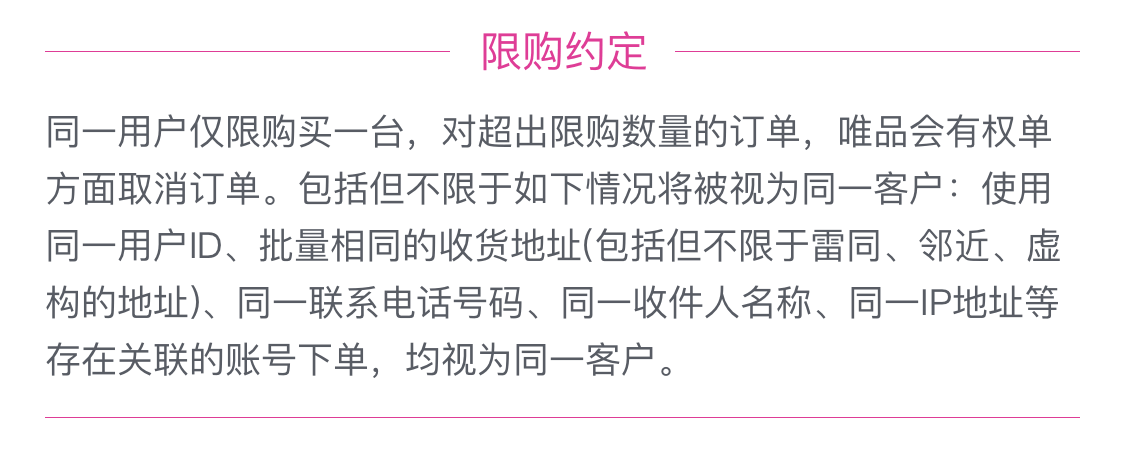 限购约定
同一用户仅限购买一台，对超出限购数量的订单，唯品会有权单
方面取消订单。包括但不限于如下情况将被视为同一客户：使用
同一用户ID、批量相同的收货地址(包括但不限于雷同、邻近、虚
构的地址)、同一联系电话号码、同一收件人名称、同一IP地址等
存在关联的账号下单，均视为同一客户。